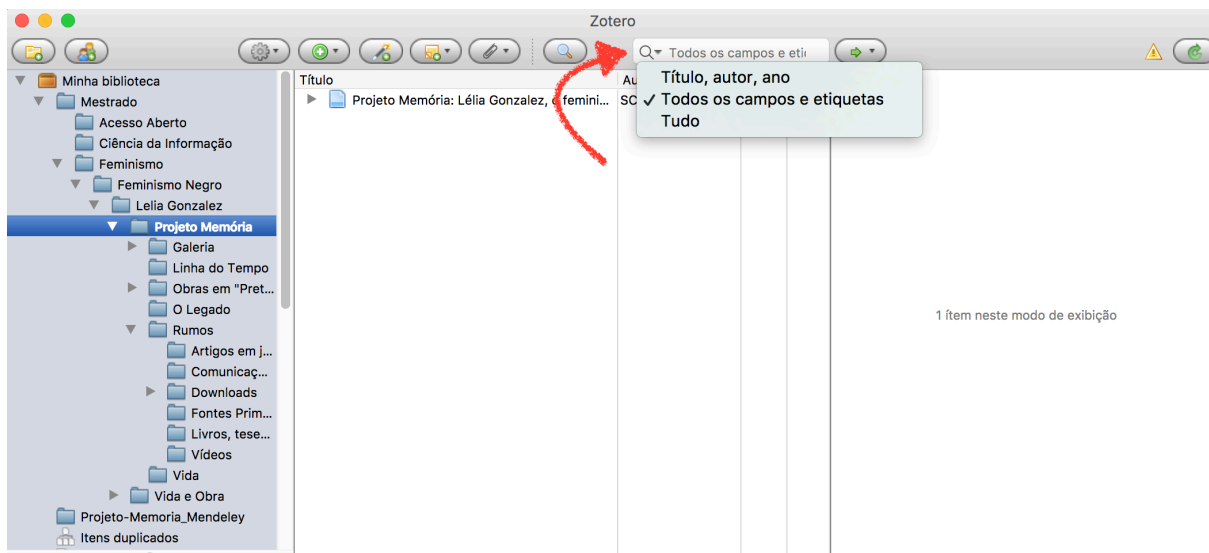 Zotero
Todos os campos e eti
Título, autor, ano
✓ Todos os campos e etiquetas
Tudo
Minha biblioteca
Mestrado
Acesso Aberto
Ciência da Informação
Feminismo
Feminismo Negro
Lelia Gonzalez
Projeto Memória
Galeria
Linha do Tempo
Obras em "Pret...
O Legado
Rumos
Artigos em j...
Comunicaç...
Downloads
Fontes Prim...
Livros, tese...
Vídeos
Vida
Vida e Obra
Projeto-Memoria_Mendeley
Itens duplicados
Título Au
Projeto Memória: Lélia Gonzalez, o femini... SC
1 ítem neste modo de exibição